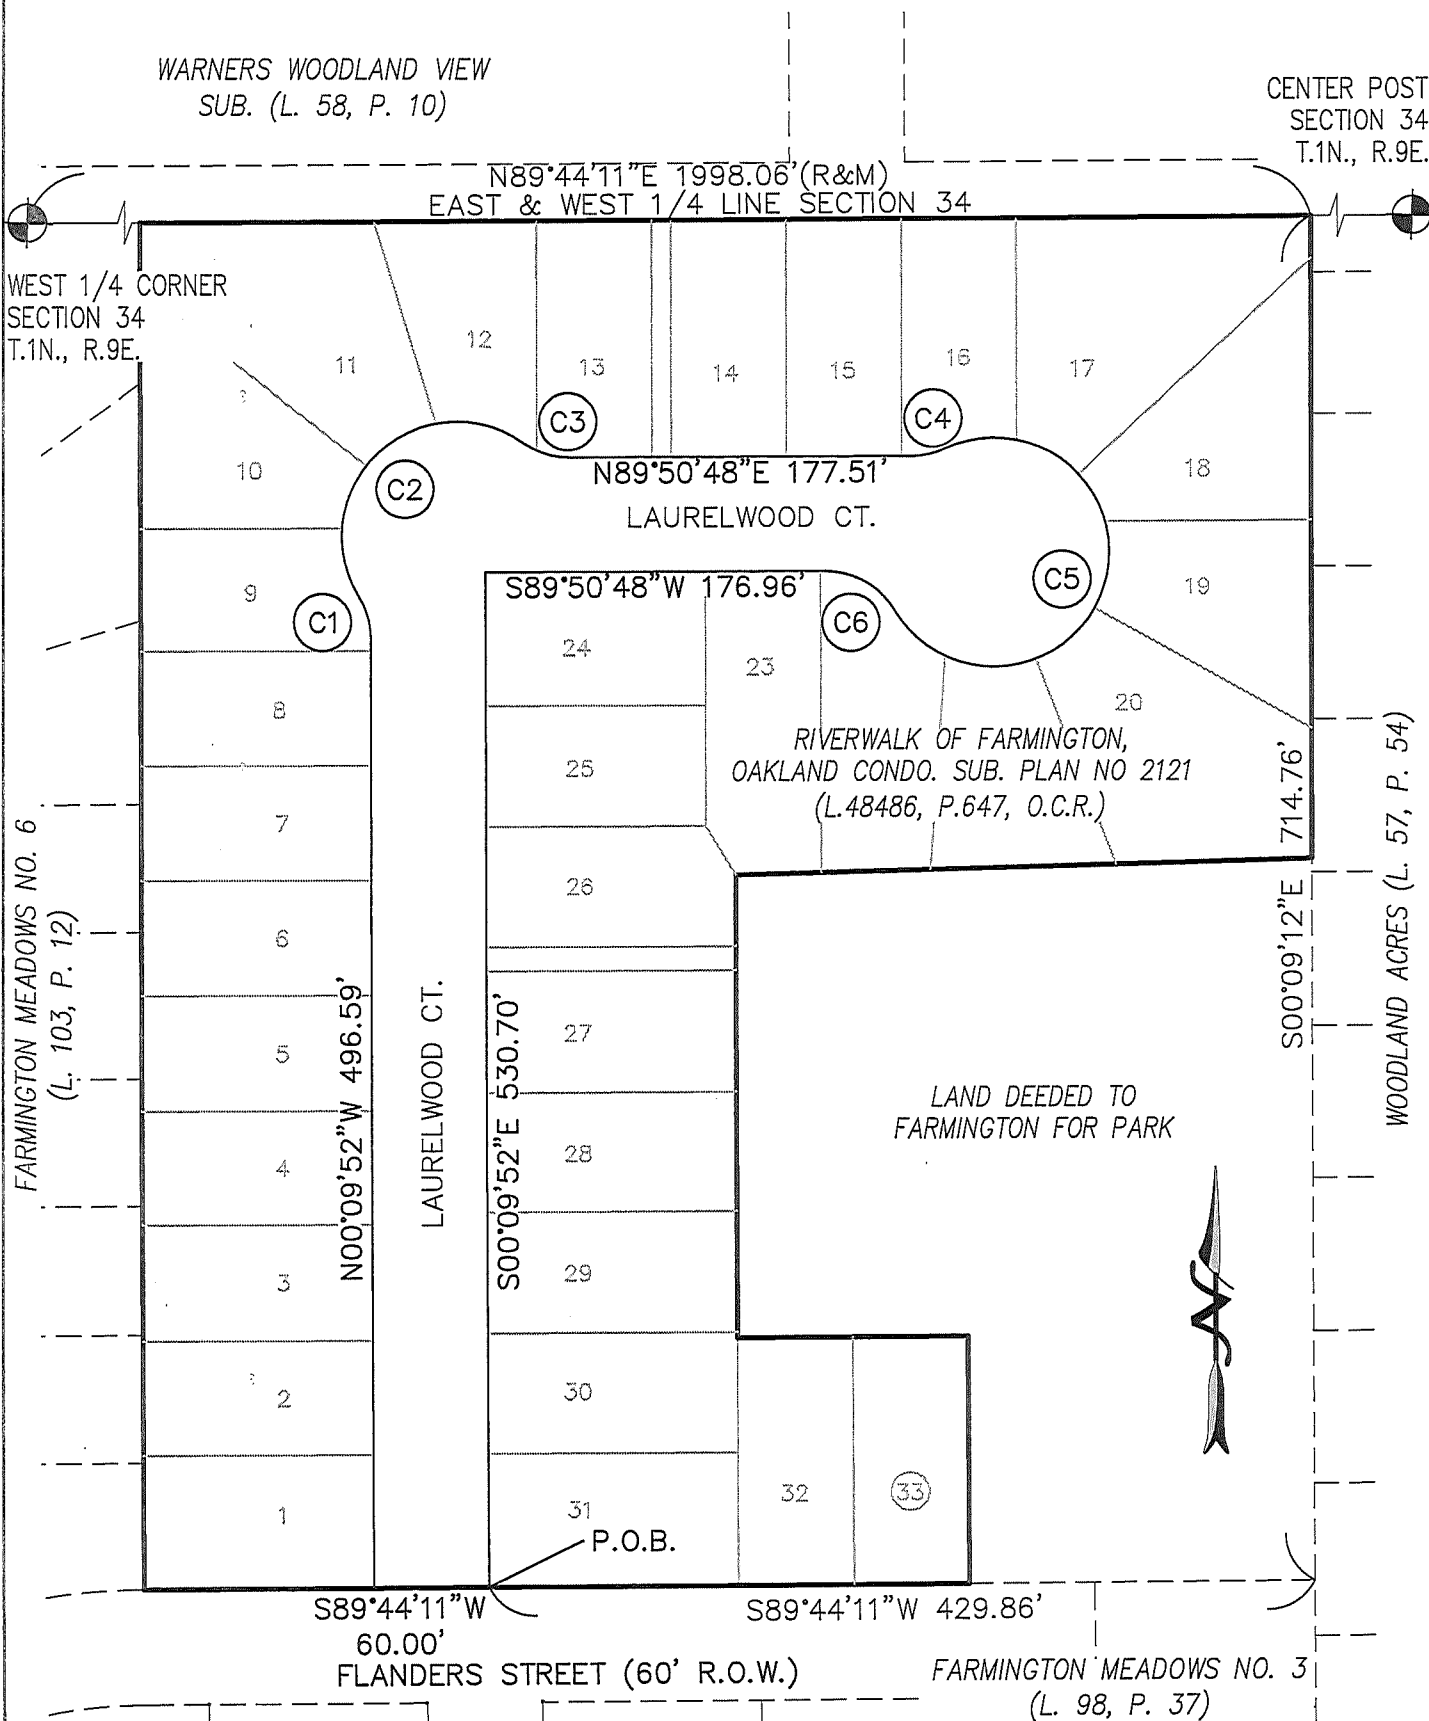 WARNERS WOODLAND VIEW
SUB. (L. 58, P. 10)
CENTER POST
SECTION 34
T.1N., R.9E.
N89°44'11"E 1998.06'(R&M)
EAST & WEST 1/4 LINE SECTION 34
WEST 1/4 CORNER
SECTION 34
T.1N., R.9E.
11
12
13
14
15
16
17
C3
C4
10
C2
N89°50'48"E 177.51'
18
LAURELWOOD CT.
9
C1
S89°50'48"W 176.96'
C6
C5
19
24
23
20
8
RIVERWALK OF FARMINGTON,
OAKLAND CONDO. SUB. PLAN NO 2121
(L.48486, P.647, O.C.R.)
25
7
26
6
S00°09'12"E 714.76'
WOODLAND ACRES (L. 57, P. 54)
FARMINGTON MEADOWS NO. 6
(L. 103, P. 12)
N00°09'52"W 496.59'
LAURELWOOD CT.
S00°09'52"E 530.70'
5
27
LAND DEEDED TO
FARMINGTON FOR PARK
4
28
3
29
N
2
30
1
31
32
33
P.O.B.
S89°44'11"W
60.00'
S89°44'11"W 429.86'
FLANDERS STREET (60' R.O.W.)
FARMINGTON MEADOWS NO. 3
(L. 98, P. 37)